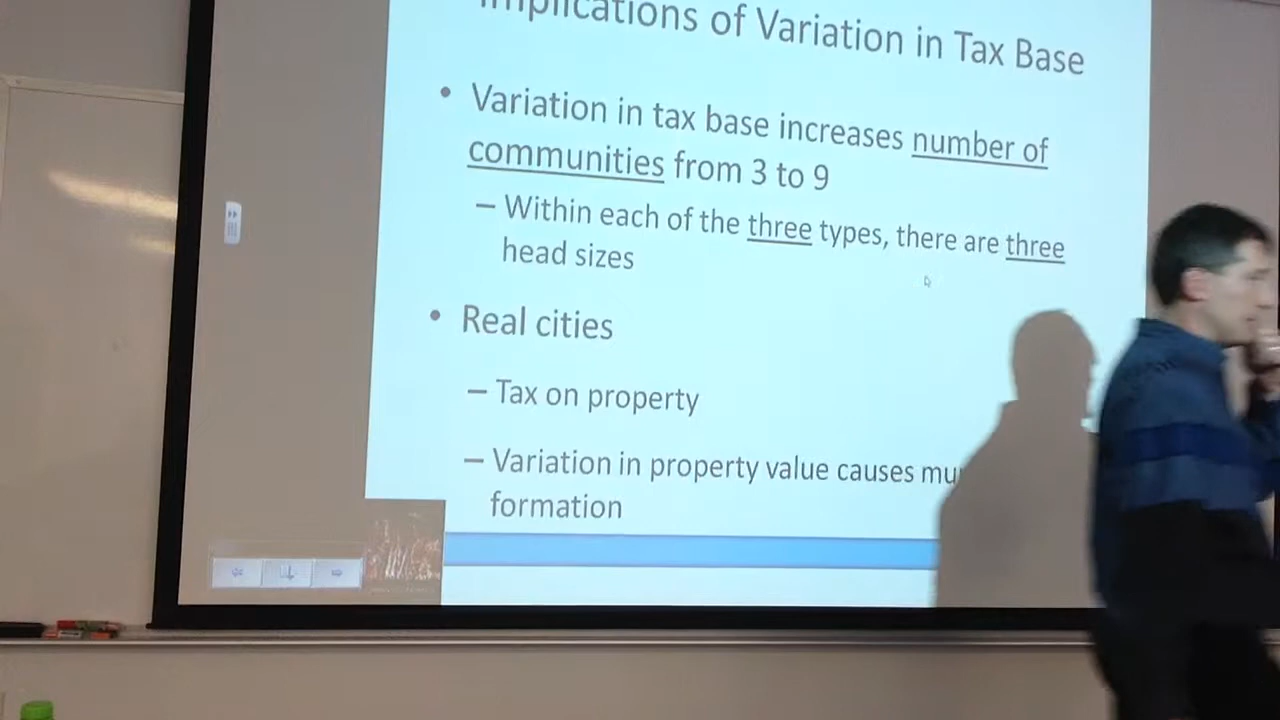 Implications of Variation in Tax Base
• Variation in tax base increases number of
communities from 3 to 9
– Within each of the three types, there are three
head sizes
• Real cities
– Tax on property
– Variation in property value causes
formation